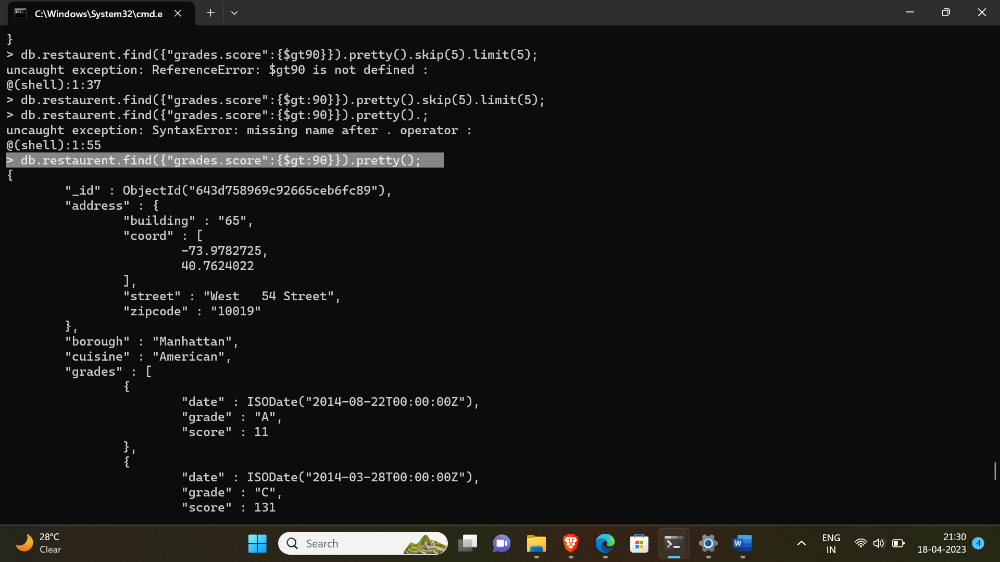 C:\Windows\System32\cmd.e
}
> db.restaurent.find({"grades.score":{$gt90}}).pretty().skip(5).limit(5);
uncaught exception: ReferenceError: $gt90 is not defined :
@(shell):1:37
> db.restaurent.find({"grades.score":{$gt:90}}).pretty().skip(5).limit(5);
> db.restaurent.find({"grades.score":{$gt:90}}).pretty().;
uncaught exception: SyntaxError: missing name after . operator :
@(shell):1:55
> db.restaurent.find({"grades.score":{$gt:90}}).pretty();
{
        "_id" : ObjectId("643d758969c92665ceb6fc89"),
        "address" : {
                "building" : "65",
                "coord" : [
                        -73.9782725,
                        40.7624022
                ],
                "street" : "West   54 Street",
                "zipcode" : "10019"
        },
        "borough" : "Manhattan",
        "cuisine" : "American",
        "grades" : [
                {
                        "date" : ISODate("2014-08-22T00:00:00Z"),
                        "grade" : "A",
                        "score" : 11
                },
                {
                        "date" : ISODate("2014-03-28T00:00:00Z"),
                        "grade" : "C",
                        "score" : 131
28°C
Clear
Search
W
ENG
IN
21:30
18-04-2023
4